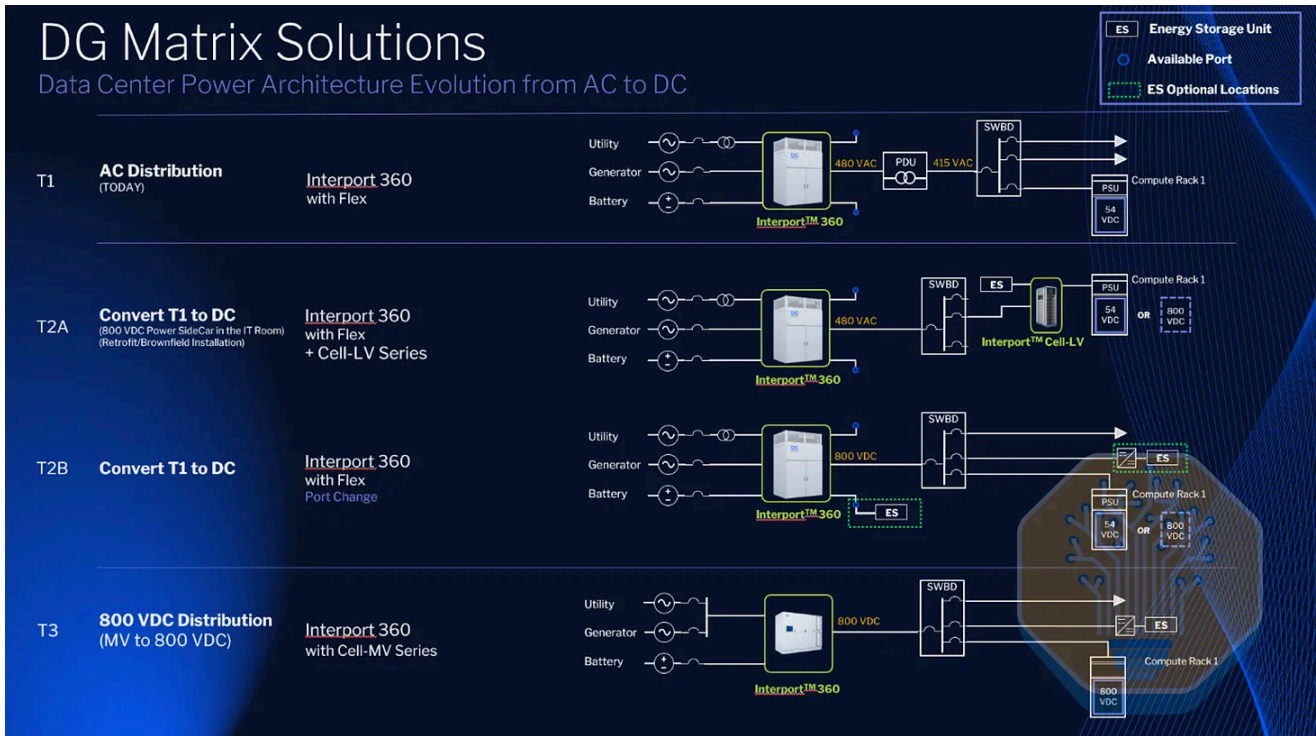 DG Matrix Solutions
Data Center Power Architecture Evolution from AC to DC
ES Energy Storage Unit
Available Port
ES Optional Locations
T1
AC Distribution
(TODAY)
Interport 360
with Flex
Utility
Generator
Battery
Interport™ 360
480 VAC
PDU
415 VAC
SWBD
Compute Rack 1
PSU
54
VDC
T2A
Convert T1 to DC
(800 VDC Power SideCar in the IT Room)
(Retrofit/Brownfield Installation)
Interport 360
with Flex
+ Cell-LV Series
Utility
Generator
Battery
Interport™ 360
480 VAC
SWBD
ES
Interport™ Cell-LV
Compute Rack 1
PSU
54
VDC
OR
800
VDC
T2B
Convert T1 to DC
Interport 360
with Flex
Port Change
Utility
Generator
Battery
Interport™ 360
800 VDC
ES
SWBD
ES
Compute Rack 1
PSU
54
VDC
OR
800
VDC
T3
800 VDC Distribution
(MV to 800 VDC)
Interport 360
with Cell-MV Series
Utility
Generator
Battery
Interport™ 360
800 VDC
SWBD
ES
Compute Rack 1
800
VDC